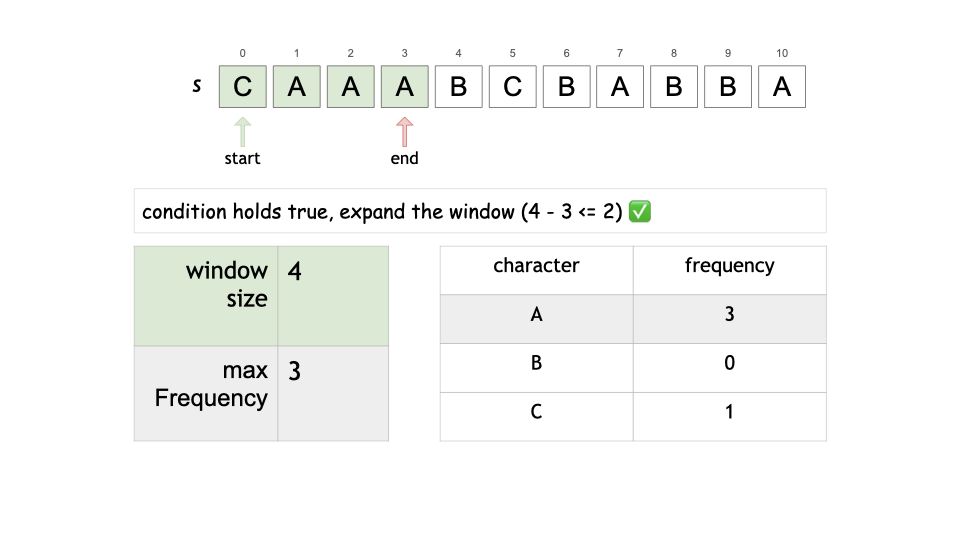 0 1 2 3 4 5 6 7 8 9 10
s C A A A B C B A B B A
start end
condition holds true, expand the window (4 - 3 <= 2) ✅
window size 4
max Frequency 3
character frequency
A 3
B 0
C 1